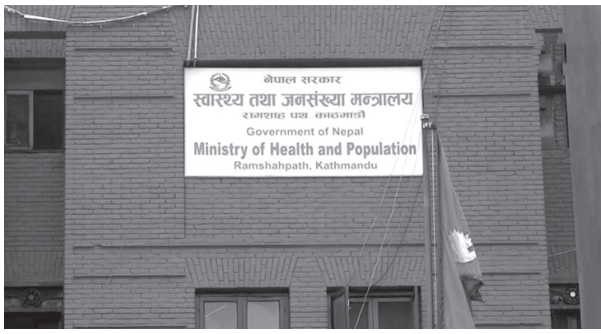 नेपाल सरकार
स्वास्थ्य तथा जनसंख्या मन्त्रालय
रामशाह पथ काठमाडौं
Government of Nepal
Ministry of Health and Population
Ramshahpath, Kathmandu